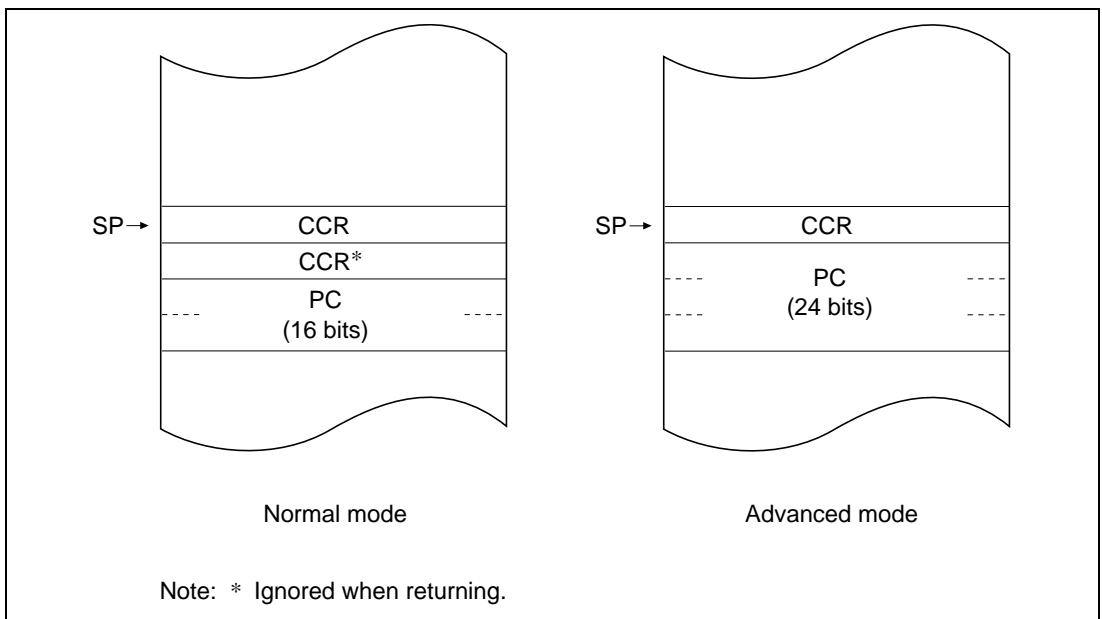 SP→ CCR
CCR*
PC
(16 bits)
Normal mode
SP→ CCR
PC
(24 bits)
Advanced mode
Note: * Ignored when returning.